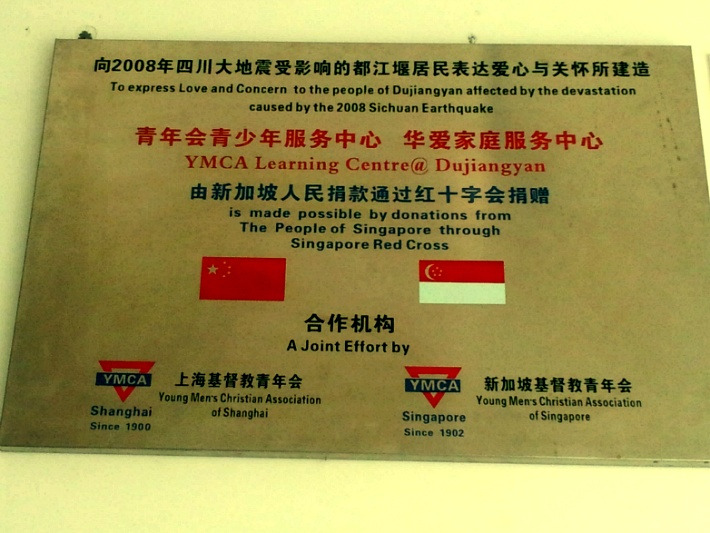 向2008年四川大地震受影响的都江堰居民表达爱心与关怀所建造
To express Love and Concern to the people of Dujiangyan affected by the devastation
caused by the 2008 Sichuan Earthquake
青年会青少年服务中心 华爱家庭服务中心
YMCA Learning Centre@ Dujiangyan
由新加坡人民捐款通过红十字会捐赠
is made possible by donations from
The People of Singapore through
Singapore Red Cross
合作机构
A Joint Effort by
YMCA
Shanghai
Since 1900
上海基督教青年会
Young Men's Christian Association
of Shanghai
YMCA
Singapore
Since 1902
新加坡基督教青年会
Young Men's Christian Association
of Singapore